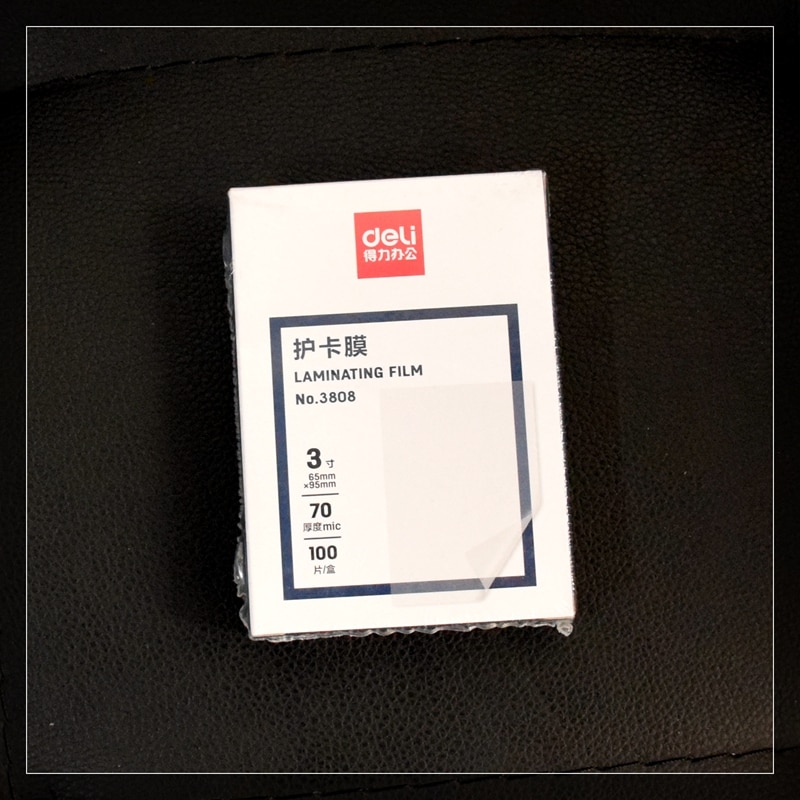 deli
得力办公
护卡膜
LAMINATING FILM
No.3808
3寸
65mm
×95mm
70
厚度mic
100
片/盒